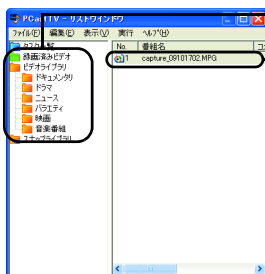 PCastTV − リストウィンドウ
ファイル(F) 編集(E) 表示(V) 実行 ヘルプ(H)
No. 番組名
録画済みビデオ
1 capture_09101702.MPG
ビデオライブラリ
ドキュメンタリ
ドラマ
ニュース
バラエティ
映画
音楽番組